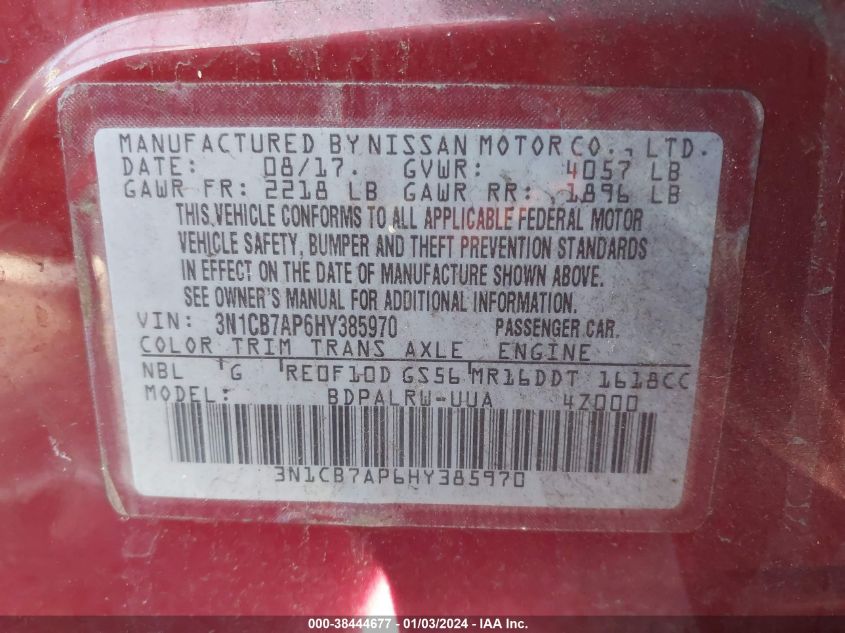 MANUFACTURED BY NISSAN MOTOR CO., LTD.
DATE: 08/17. GVWR: 4057 LB
GAWR FR: 2218 LB GAWR RR: 1896 LB
THIS VEHICLE CONFORMS TO ALL APPLICABLE FEDERAL MOTOR
VEHICLE SAFETY, BUMPER AND THEFT PREVENTION STANDARDS
IN EFFECT ON THE DATE OF MANUFACTURE SHOWN ABOVE.
SEE OWNER'S MANUAL FOR ADDITIONAL INFORMATION.
VIN: 3N1CB7AP6HY385970 PASSENGER CAR.
COLOR TRIM TRANS AXLE ENGINE
NBL G RE0F10D GS56 MR16DDT 1618CC
MODEL: BDPALRW-UUA 4Z000
3N1CB7AP6HY385970
000-38444677 - 01/03/2024 - IAA Inc.